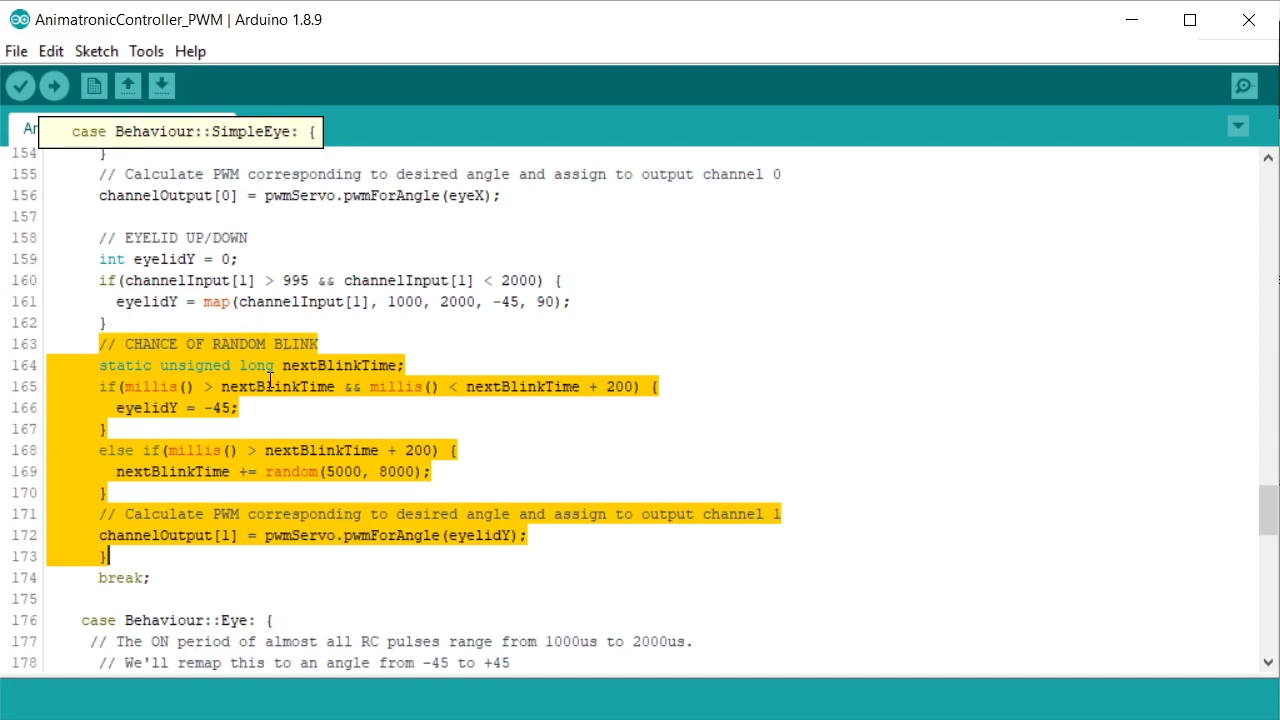 AnimatronicController_PWM | Arduino 1.8.9
File Edit Sketch Tools Help
Ar
case Behaviour::SimpleEye: {
154 }
155 // Calculate PWM corresponding to desired angle and assign to output channel 0
156 channelOutput[0] = pwmServo.pwmForAngle(eyeX);
157
158 // EYELID UP/DOWN
159 int eyelidY = 0;
160 if(channelInput[1] > 995 && channelInput[1] < 2000) {
161 eyelidY = map(channelInput[1], 1000, 2000, -45, 90);
162 }
163 // CHANCE OF RANDOM BLINK
164 static unsigned long nextBlinkTime;
165 if(millis() > nextBlinkTime && millis() < nextBlinkTime + 200) {
166 eyelidY = -45;
167 }
168 else if(millis() > nextBlinkTime + 200) {
169 nextBlinkTime += random(5000, 8000);
170 }
171 // Calculate PWM corresponding to desired angle and assign to output channel 1
172 channelOutput[1] = pwmServo.pwmForAngle(eyelidY);
173 }
174 break;
175
176 case Behaviour::Eye: {
177 // The ON period of almost all RC pulses range from 1000us to 2000us.
178 // We'll remap this to an angle from -45 to +45